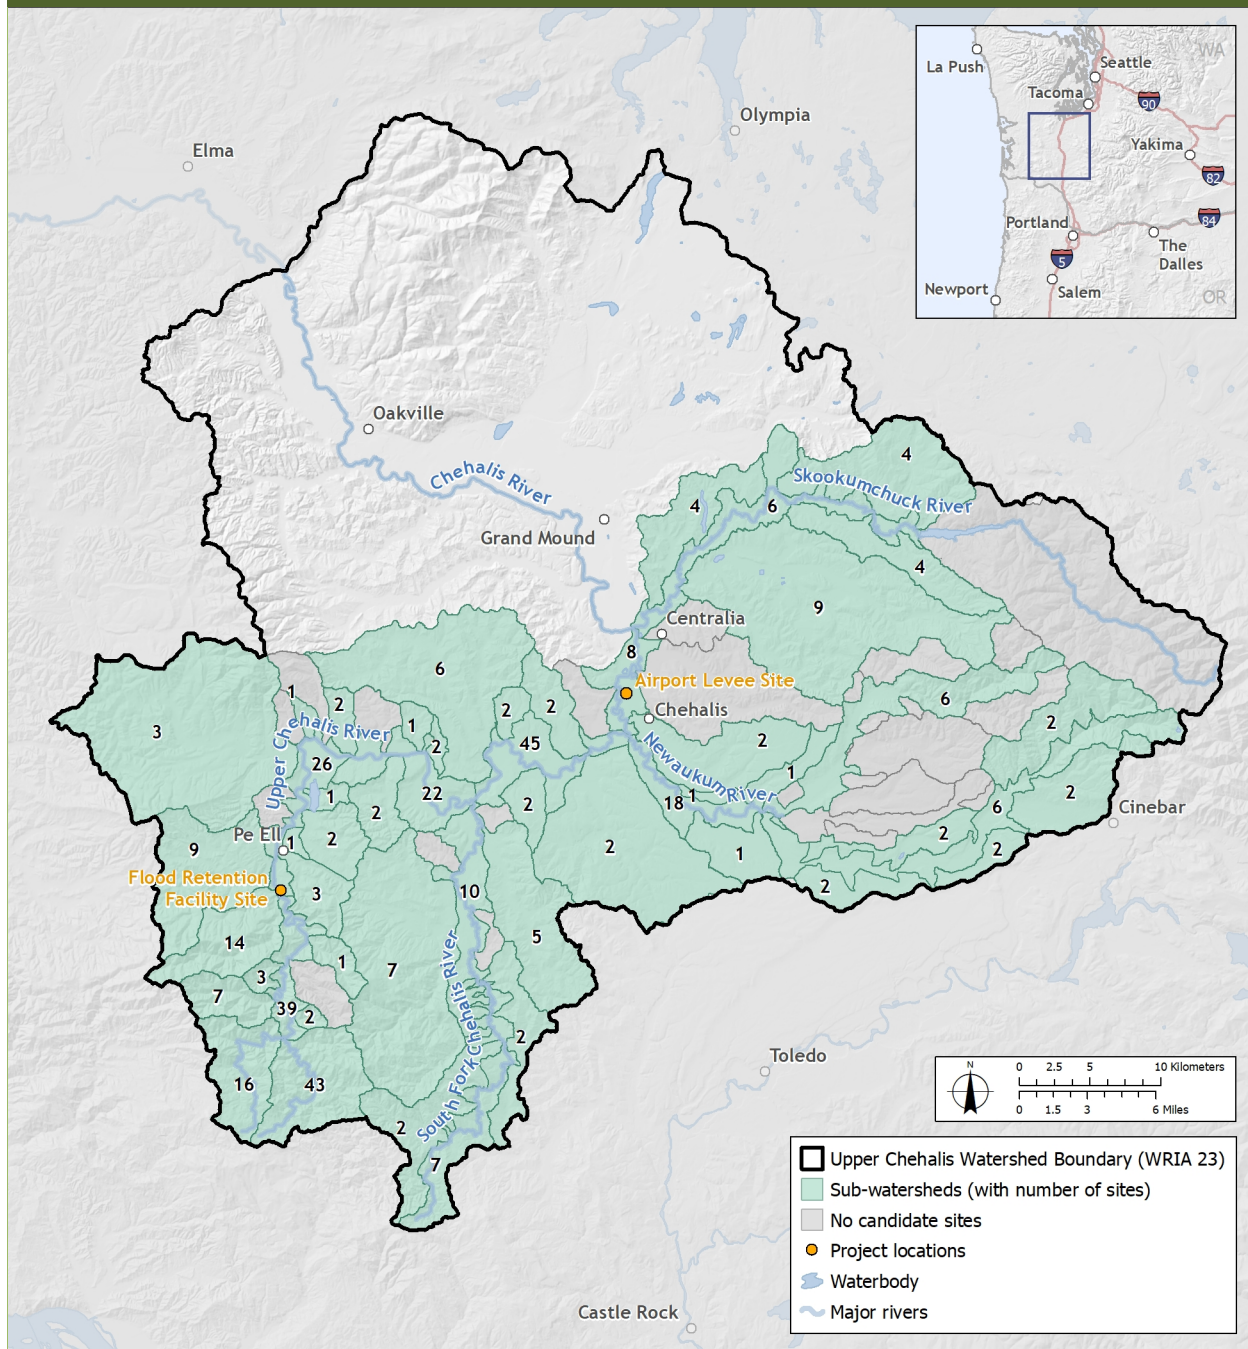 La Push
Seattle
WA
Tacoma
90
Yakima
82
Portland
84
The
Dalles
5
Newport
Salem
OR
Olympia
Elma
Oakville
Chehalis River
Grand Mound
Skookumchuck River
4
4
6
4
9
Centralia
8
Airport Levee Site
Chehalis
6
6
2
1
2
1
2
2
2
3
Upper Chehalis River
2
45
2
1
Newaukum River
26
1
22
2
18
1
2
6
Cinebar
2
2
2
Pe Ell
1
2
9
2
1
2
Flood Retention
Facility Site
3
10
14
5
1
7
3
7
39
2
South Fork Chehalis River
2
16
43
2
7
Toledo
Castle Rock
N
0 2.5 5 10 Kilometers
0 1.5 3 6 Miles
Upper Chehalis Watershed Boundary (WRIA 23)
Sub-watersheds (with number of sites)
No candidate sites
Project locations
Waterbody
Major rivers